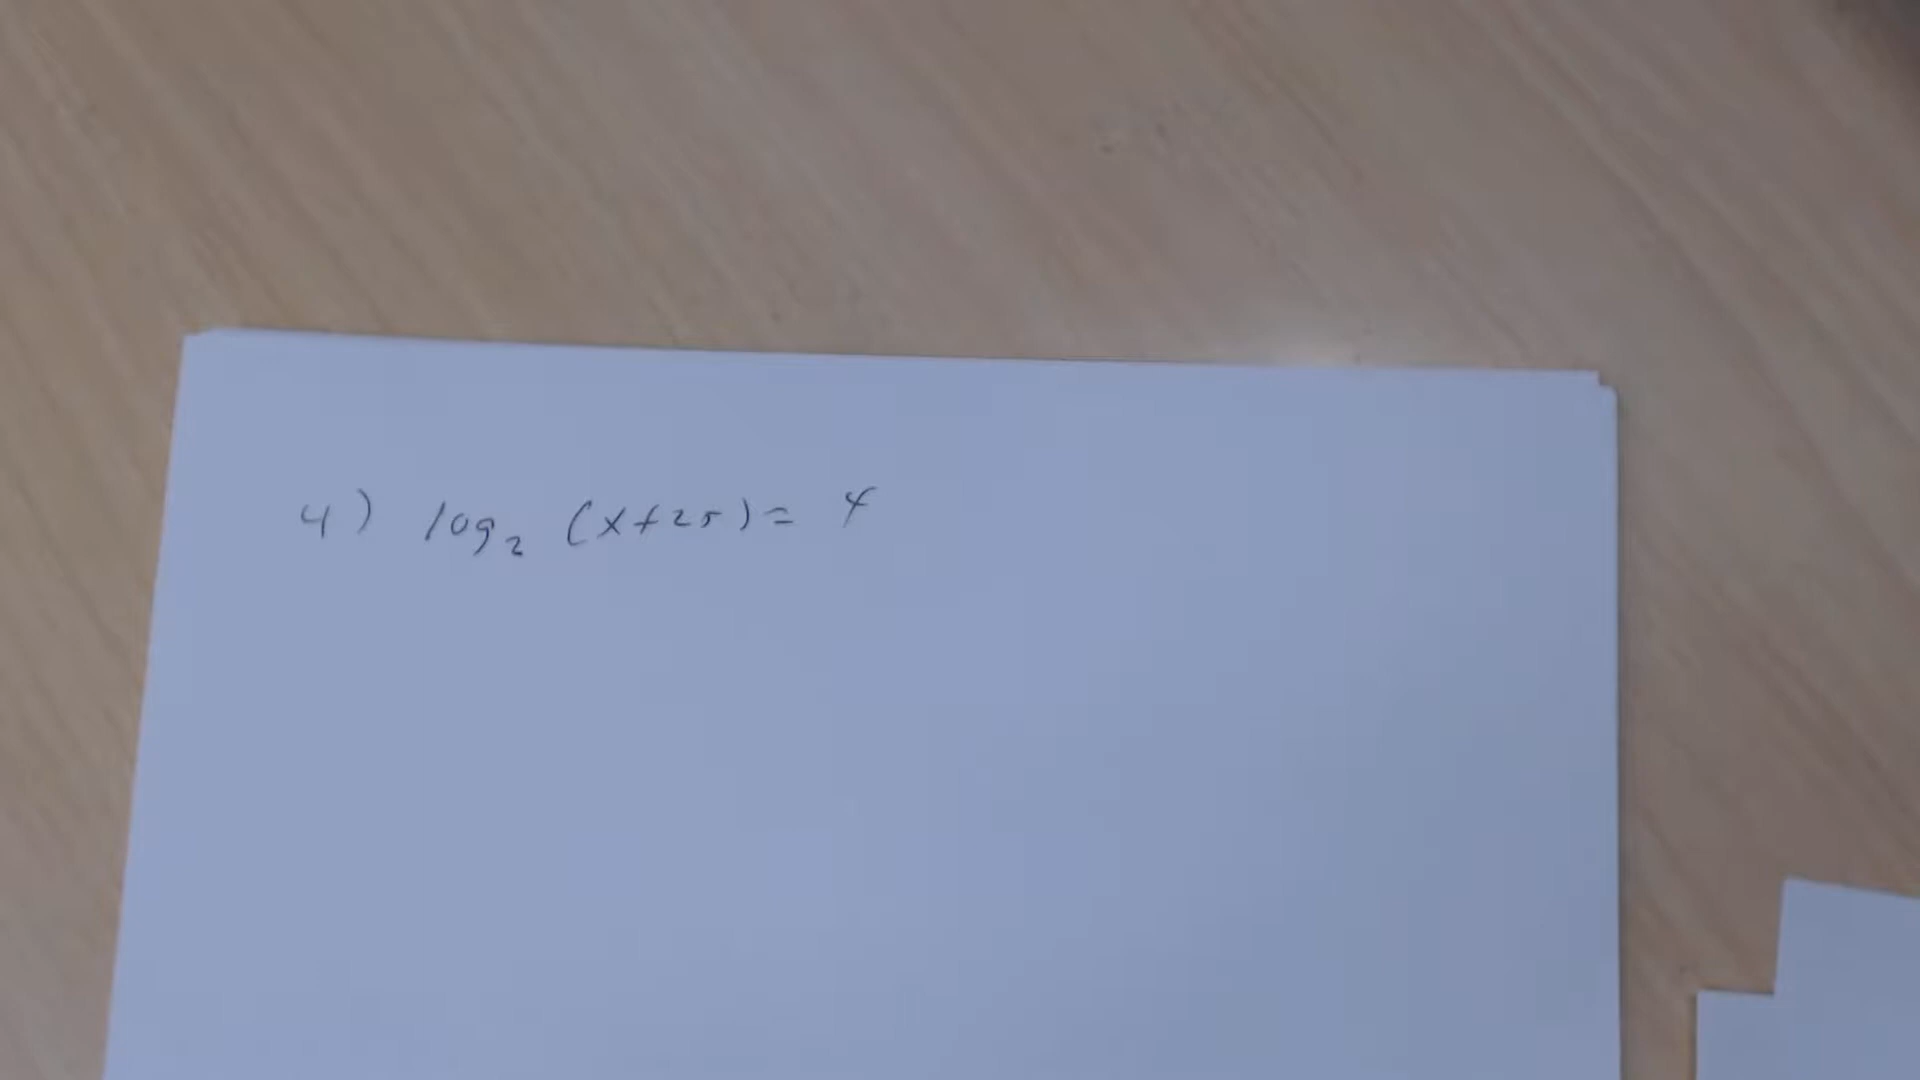 4) log₂ (x+25) = 4